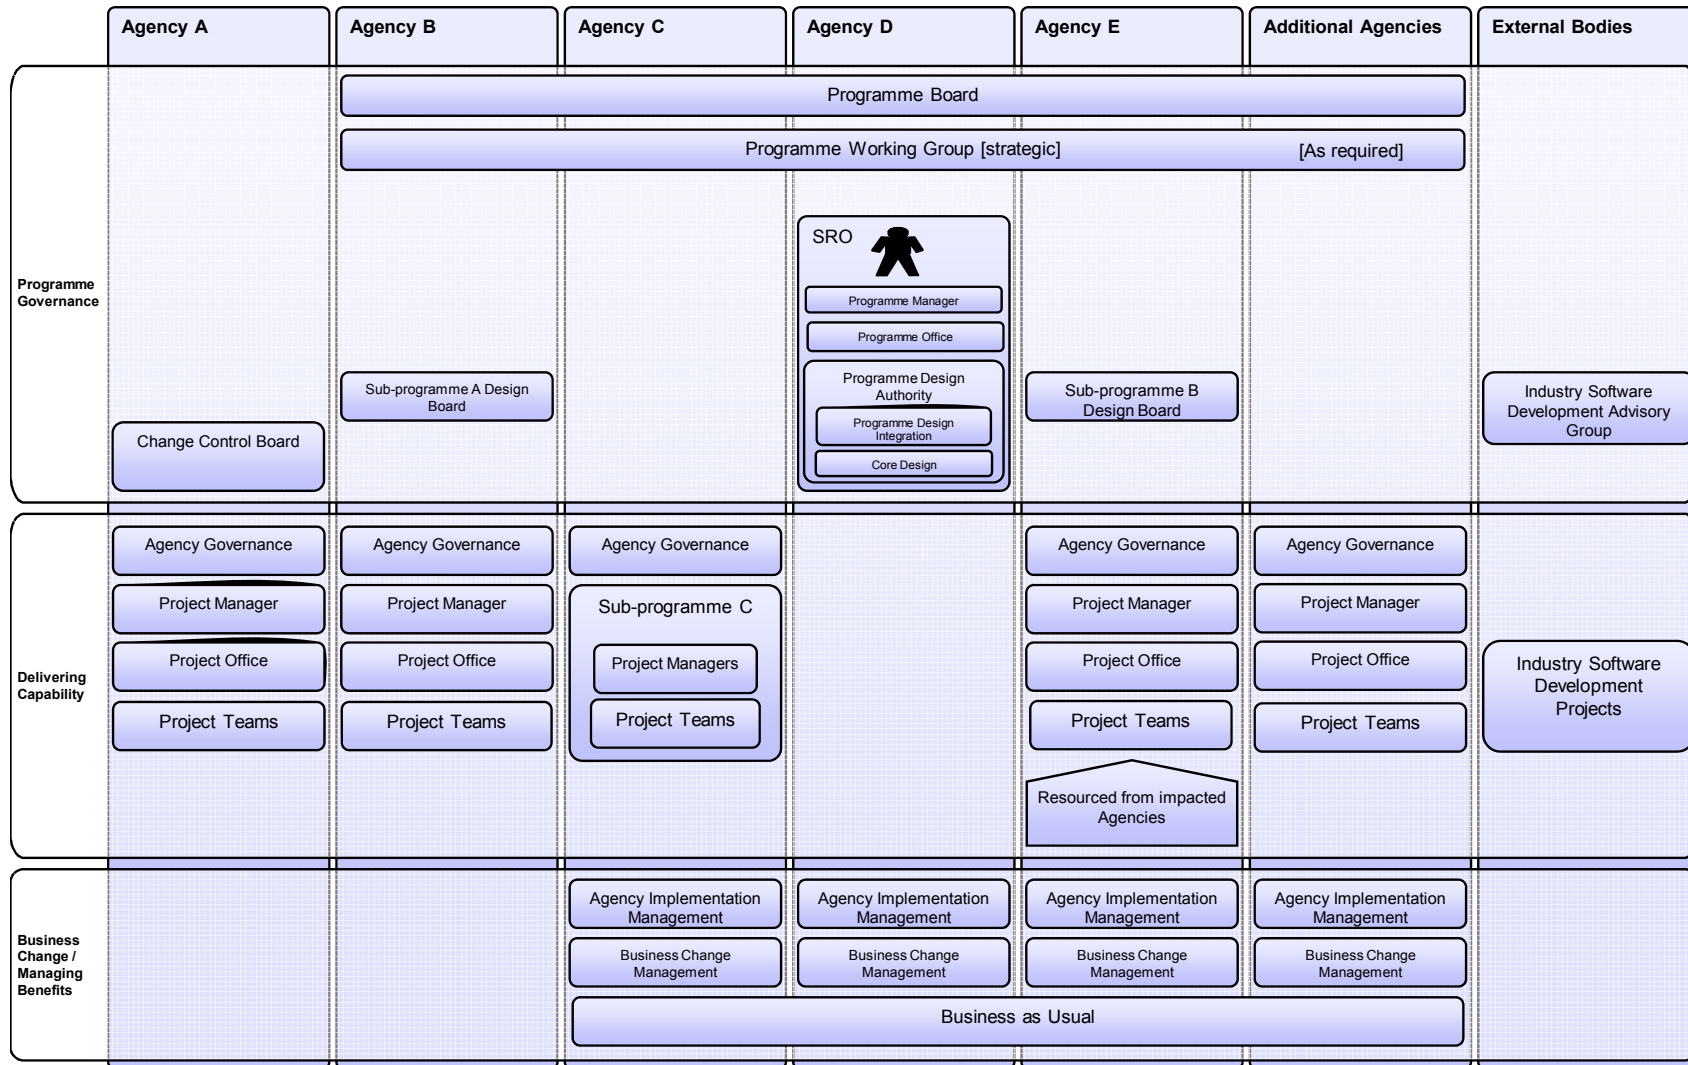 Agency A
Agency B
Agency C
Agency D
Agency E
Additional Agencies
External Bodies
Programme
Governance
Programme Board
Programme Working Group [strategic]
[As required]
SRO
Programme Manager
Programme Office
Programme Design
Authority
Programme Design
Integration
Core Design
Change Control Board
Sub-programme A Design
Board
Sub-programme B
Design Board
Industry Software
Development Advisory
Group
Delivering
Capability
Agency Governance
Project Manager
Project Office
Project Teams
Agency Governance
Project Manager
Project Office
Project Teams
Agency Governance
Sub-programme C
Project Managers
Project Teams
Agency Governance
Project Manager
Project Office
Project Teams
Resourced from impacted
Agencies
Agency Governance
Project Manager
Project Office
Project Teams
Industry Software
Development
Projects
Business
Change /
Managing
Benefits
Agency Implementation
Management
Business Change
Management
Agency Implementation
Management
Business Change
Management
Agency Implementation
Management
Business Change
Management
Agency Implementation
Management
Business Change
Management
Business as Usual